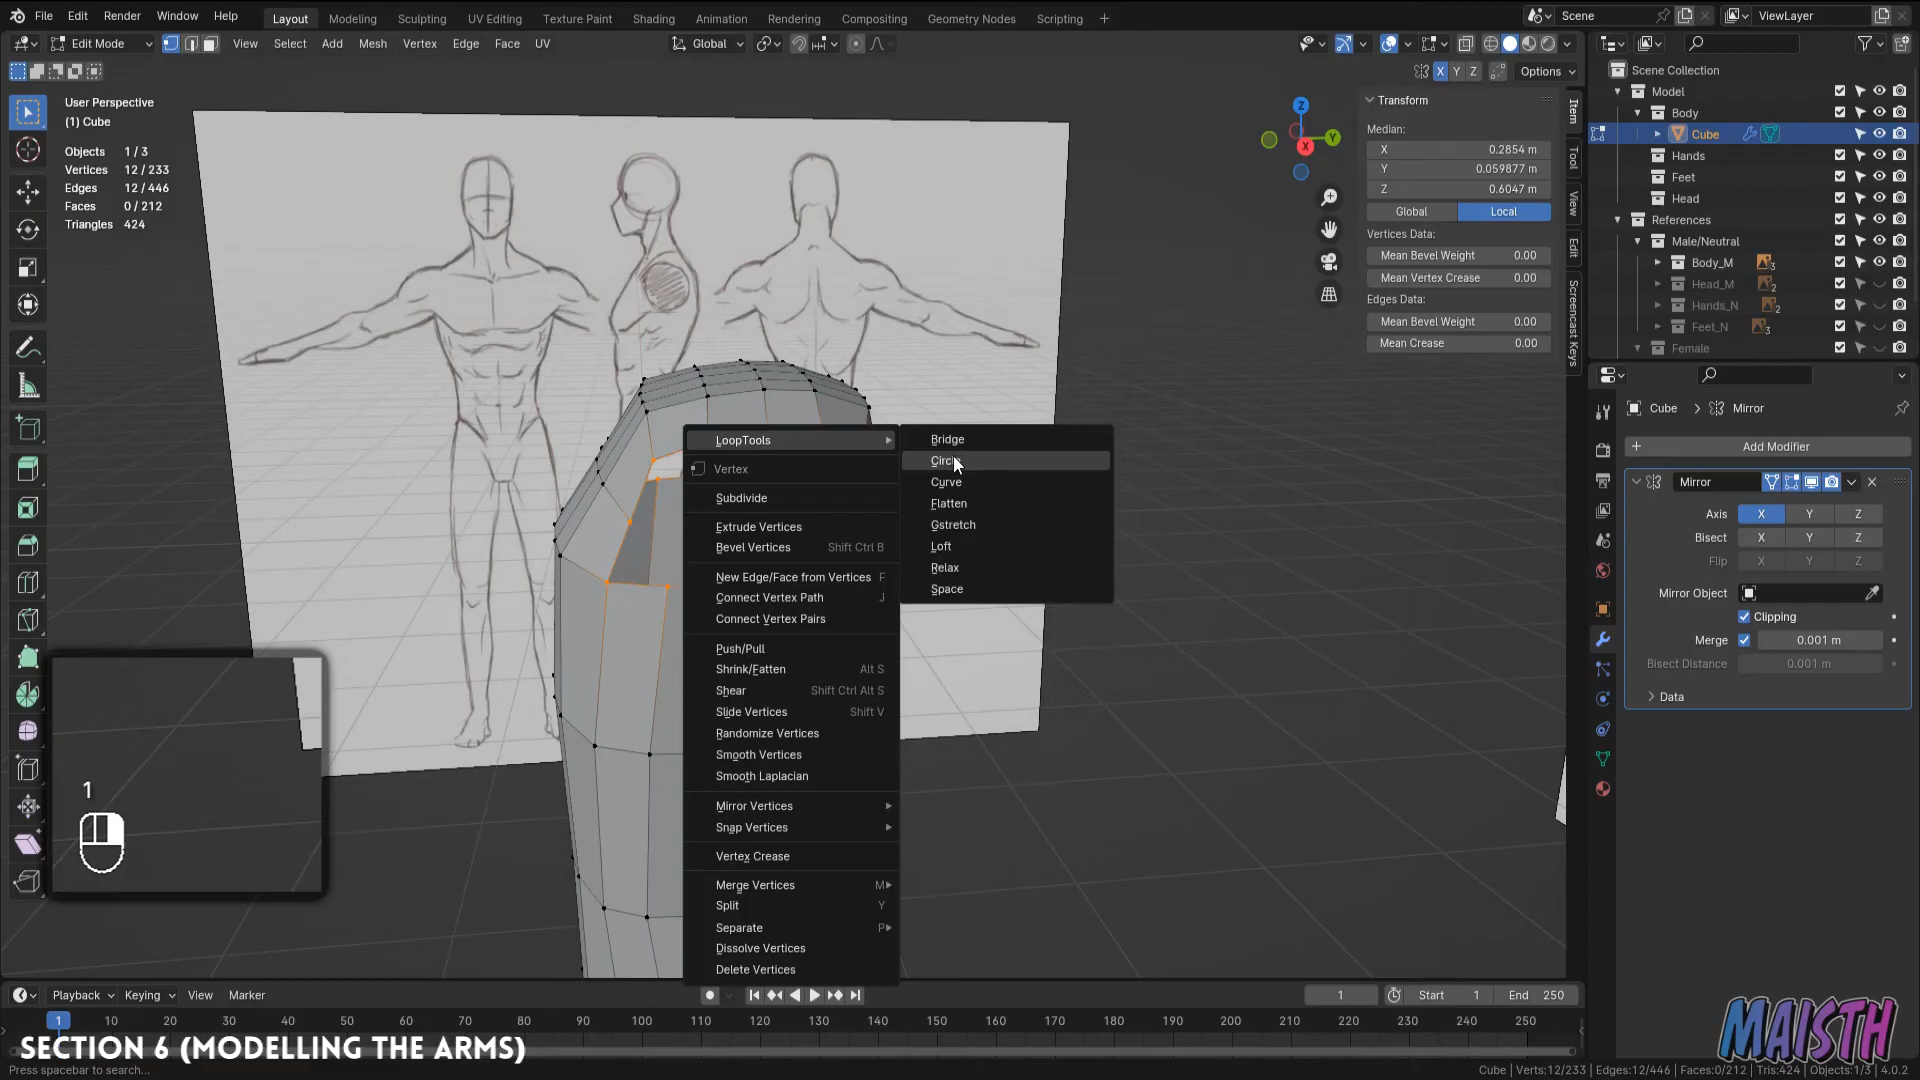 File Edit Render Window Help Layout Modeling Sculpting UV Editing Texture Paint Shading Animation Rendering Compositing Geometry Nodes Scripting + Scene ViewLayer
Edit Mode View Select Add Mesh Vertex Edge Face UV Global
X Y Z Options
User Perspective
(1) Cube
Objects 1 / 3
Vertices 12 / 233
Edges 12 / 446
Faces 0 / 212
Triangles 424
Z
Y
X
Transform
Median:
X 0.2854 m
Y 0.059877 m
Z 0.6047 m
Global Local
Vertices Data:
Mean Bevel Weight 0.00
Mean Vertex Crease 0.00
Edges Data:
Mean Bevel Weight 0.00
Mean Crease 0.00
Item
Tool
View
Edit
Screencast Keys
Scene Collection
Model
Body
Cube
Hands
Feet
Head
References
Male/Neutral
Body_M 3
Head_M 2
Hands_N 2
Feet_N 3
Female
Cube > Mirror
+ Add Modifier
Mirror
Axis X Y Z
Bisect X Y Z
Flip X Y Z
Mirror Object
Clipping
Merge 0.001 m
Bisect Distance 0.001 m
Data
LoopTools
Vertex
Subdivide
Extrude Vertices
Bevel Vertices Shift Ctrl B
New Edge/Face from Vertices F
Connect Vertex Path J
Connect Vertex Pairs
Push/Pull
Shrink/Fatten Alt S
Shear Shift Ctrl Alt S
Slide Vertices Shift V
Randomize Vertices
Smooth Vertices
Smooth Laplacian
Mirror Vertices
Snap Vertices
Vertex Crease
Merge Vertices M
Split Y
Separate P
Dissolve Vertices
Delete Vertices
Bridge
Curve
Flatten
Gstretch
Loft
Relax
Space
1
Playback Keying View Marker 1 Start 1 End 250
1 10 20 30 40 50 60 70 80 90 100 110 120 130 140 150 160 170 180 190 200 210 220 230 240 250
SECTION 6 (MODELLING THE ARMS)
MAISTH
Press spacebar to search...
Cube | Verts:12/233 | Edges:12/446 | Faces:0/212 | Tris:424 | Objects:1/3 | 4.0.2